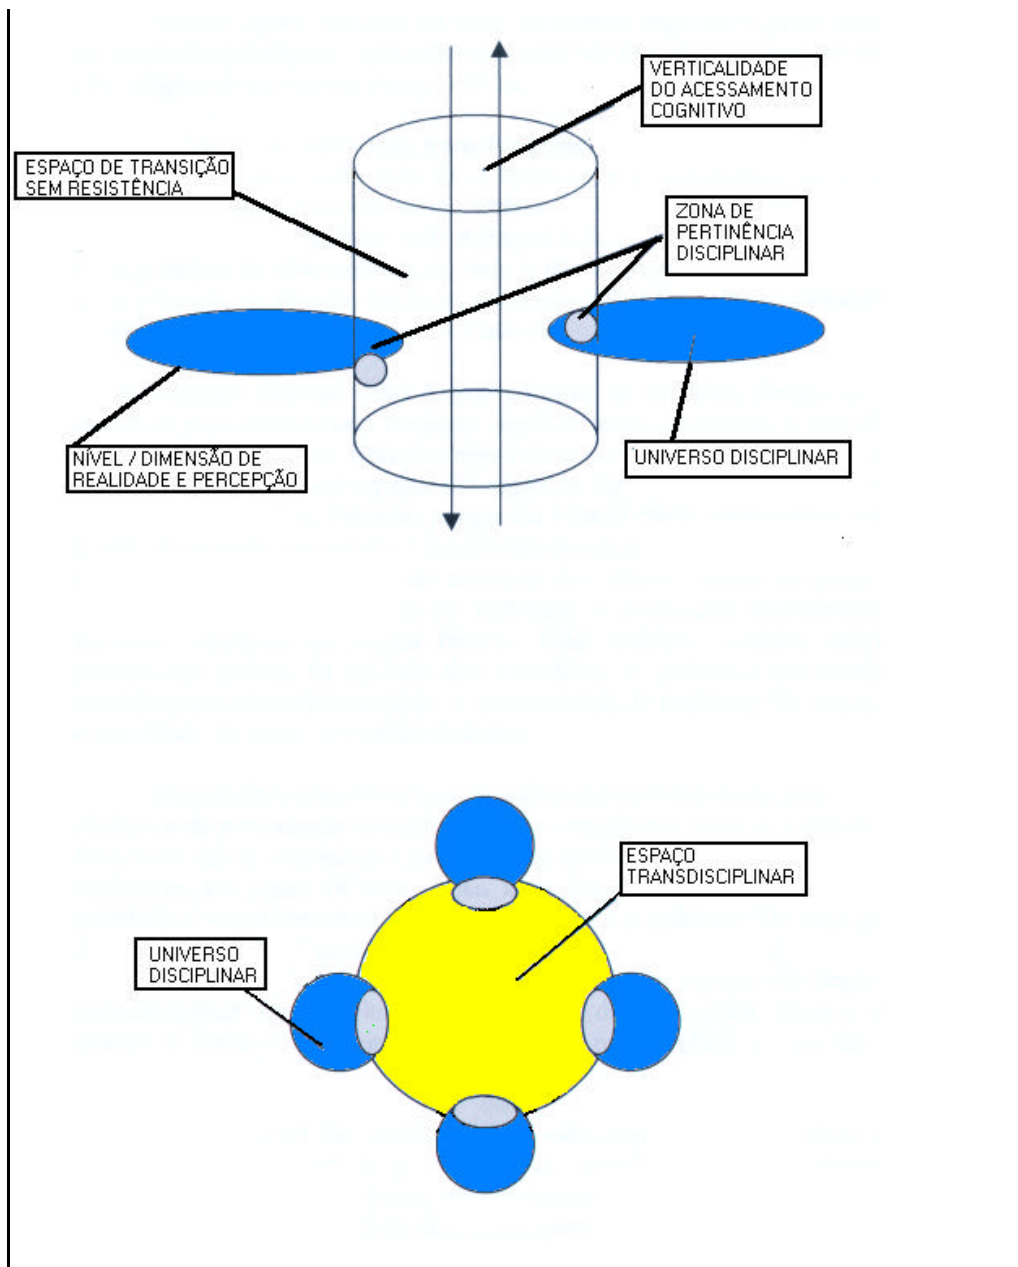 VERTICALIDADE
DO ACESSAMENTO
COGNITIVO
ESPAÇO DE TRANSIÇÃO
SEM RESISTÊNCIA
ZONA DE
PERTINÊNCIA
DISCIPLINAR
NÍVEL / DIMENSÃO DE
REALIDADE E PERCEPÇÃO
UNIVERSO DISCIPLINAR
ESPAÇO
TRANSDISCIPLINAR
UNIVERSO
DISCIPLINAR